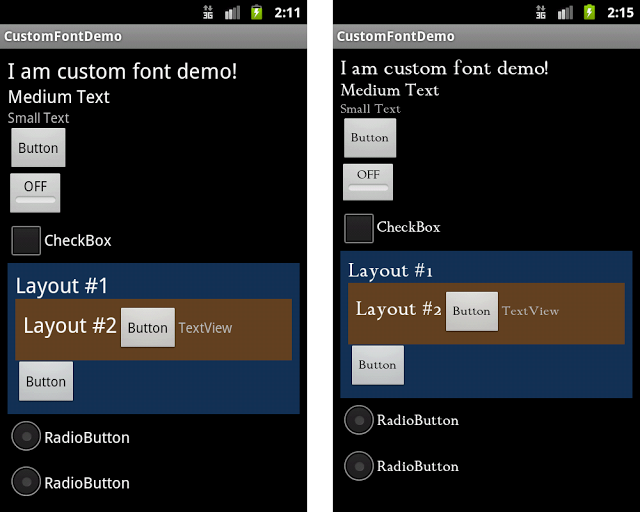 3G 2:11
CustomFontDemo
I am custom font demo!
Medium Text
Small Text
Button
OFF
CheckBox
Layout #1
Layout #2 Button TextView
Button
RadioButton
RadioButton
3G 2:15
CustomFontDemo
I am custom font demo!
Medium Text
Small Text
Button
OFF
CheckBox
Layout #1
Layout #2 Button TextView
Button
RadioButton
RadioButton